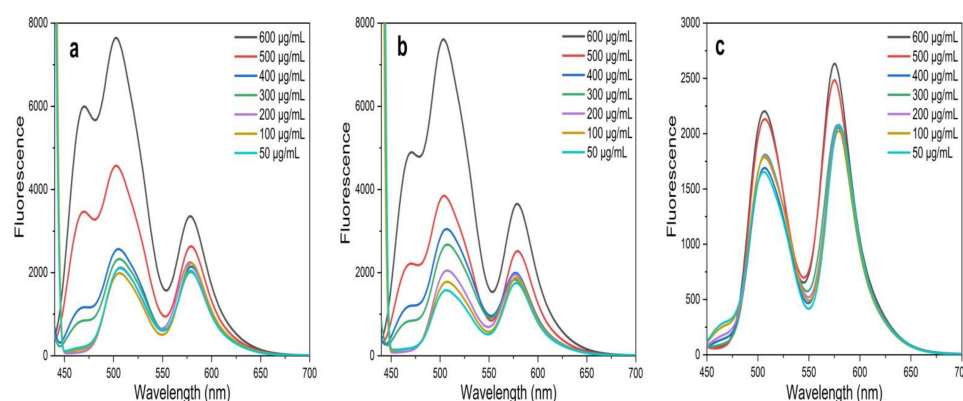 a
8000
6000
4000
2000
0
Fluorescence
600 µg/mL
500 µg/mL
400 µg/mL
300 µg/mL
200 µg/mL
100 µg/mL
50 µg/mL
450 500 550 600 650 700
Wavelength (nm)
b
8000
6000
4000
2000
0
Fluorescence
600 µg/mL
500 µg/mL
400 µg/mL
300 µg/mL
200 µg/mL
100 µg/mL
50 µg/mL
450 500 550 600 650 700
Wavelength (nm)
c
3000
2500
2000
1500
1000
500
0
Fluorescence
600 µg/mL
500 µg/mL
400 µg/mL
300 µg/mL
200 µg/mL
100 µg/mL
50 µg/mL
450 500 550 600 650 700
Wavelength (nm)